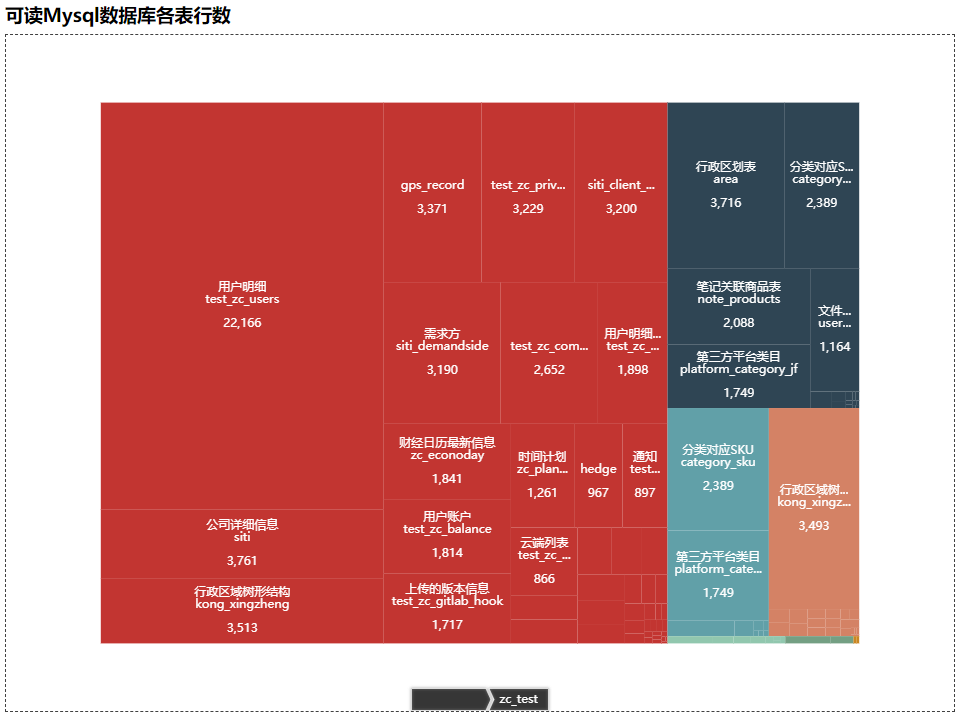 可读Mysql数据库各表行数
用户明细
test_zc_users
22,166
公司详细信息
siti
3,761
行政区域树形结构
kong_xingzheng
3,513
gps_record
3,371
test_zc_priv...
3,229
siti_client_...
3,200
需求方
siti_demandside
3,190
test_zc_com...
2,652
用户明细...
test_zc_...
1,898
财经日历最新信息
zc_econoday
1,841
用户账户
test_zc_balance
1,814
上传的版本信息
test_zc_gitlab_hook
1,717
时间计划
zc_plan...
1,261
hedge
967
通知
test...
897
云端列表
test_zc_...
866
行政区划表
area
3,716
分类对应S...
category...
2,389
笔记关联商品表
note_products
2,088
文件...
user...
1,164
第三方平台类目
platform_category_jf
1,749
分类对应SKU
category_sku
2,389
第三方平台类目
platform_cate...
1,749
行政区域树...
kong_xingz...
3,493
zc_test